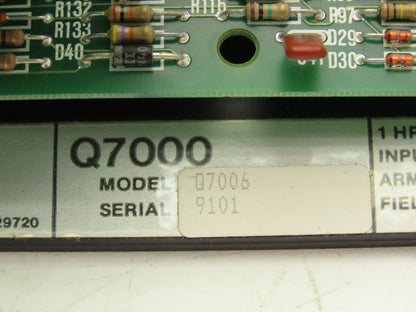 R132
R116
R133
R97
D29
D40
D30
Q7000
1 HP
INPU
MODEL Q7006
ARM
SERIAL 9101
FIEL
29720